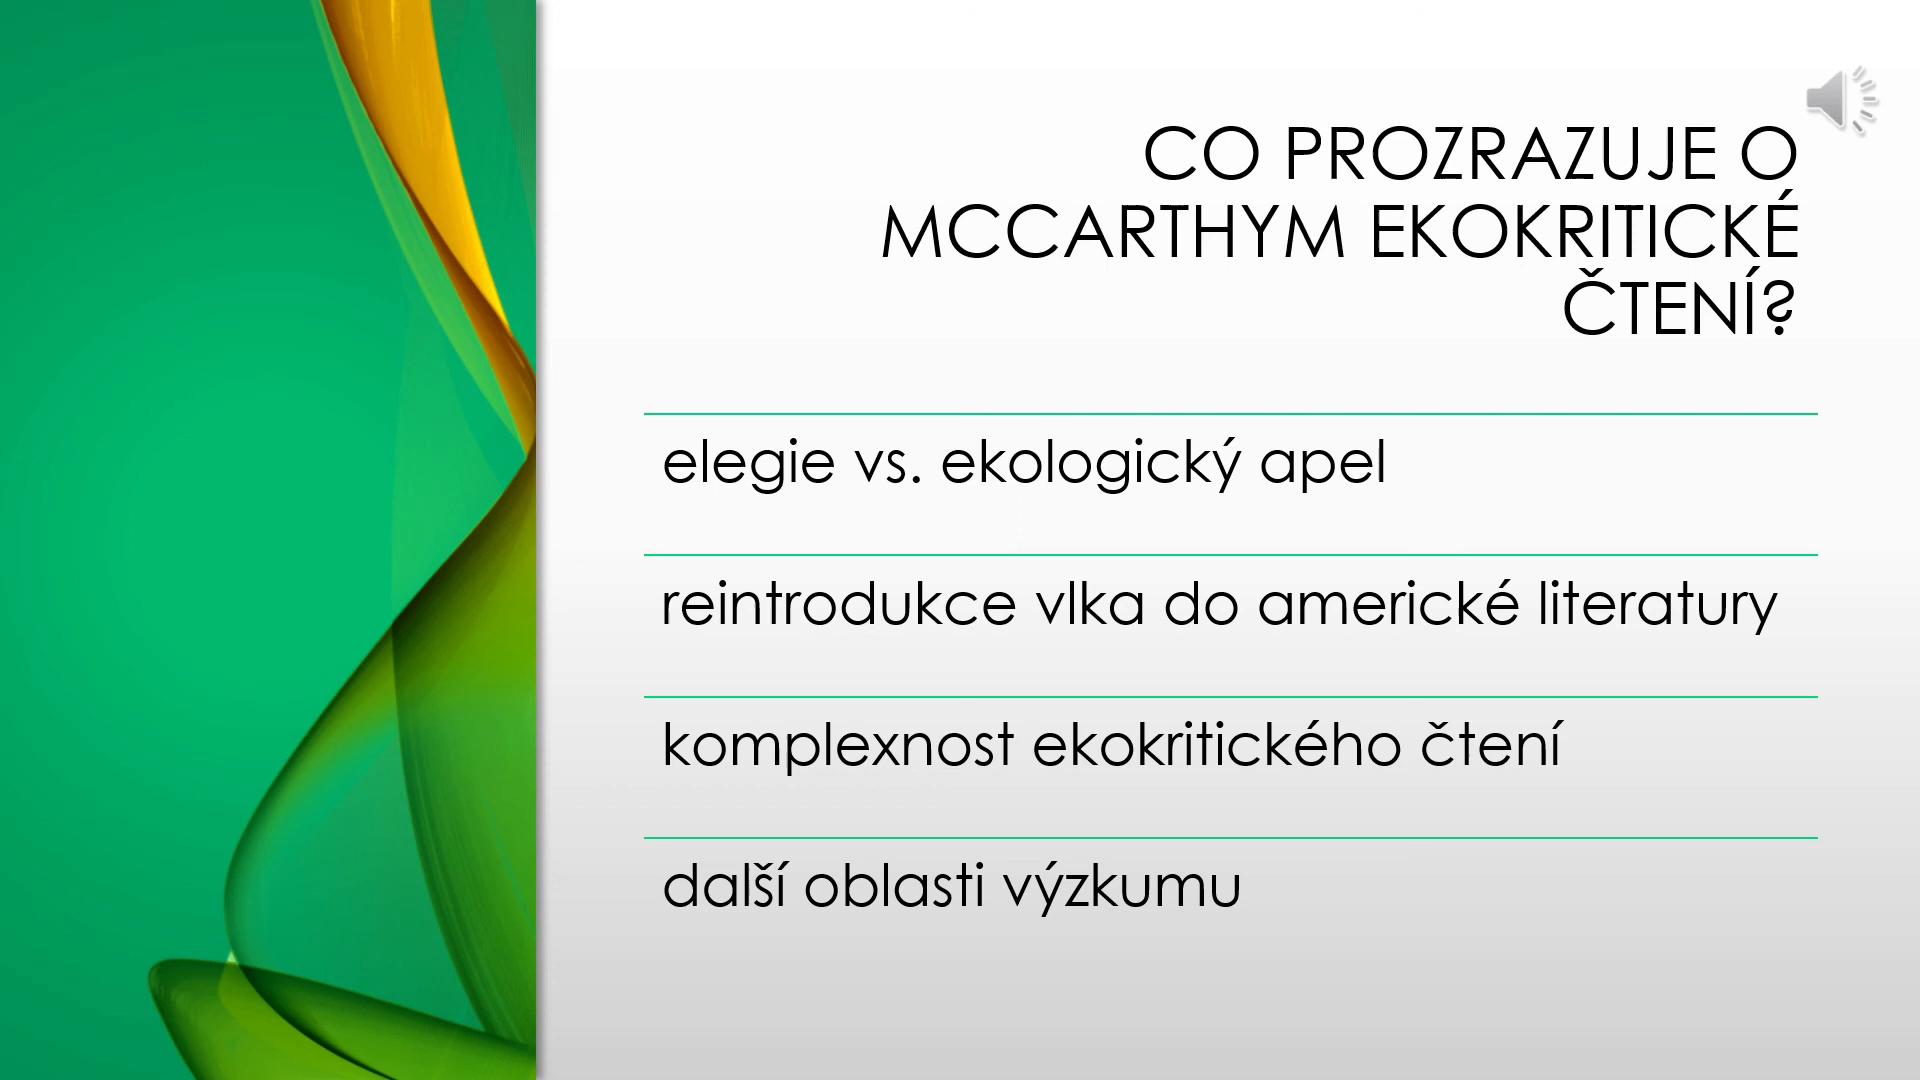 CO PROZRAZUJE O
MCCARTHYM EKOKRITICKÉ
ČTENÍ?
elegie vs. ekologický apel
reintrodukce vlka do americké literatury
komplexnost ekokritického čtení
další oblasti výzkumu